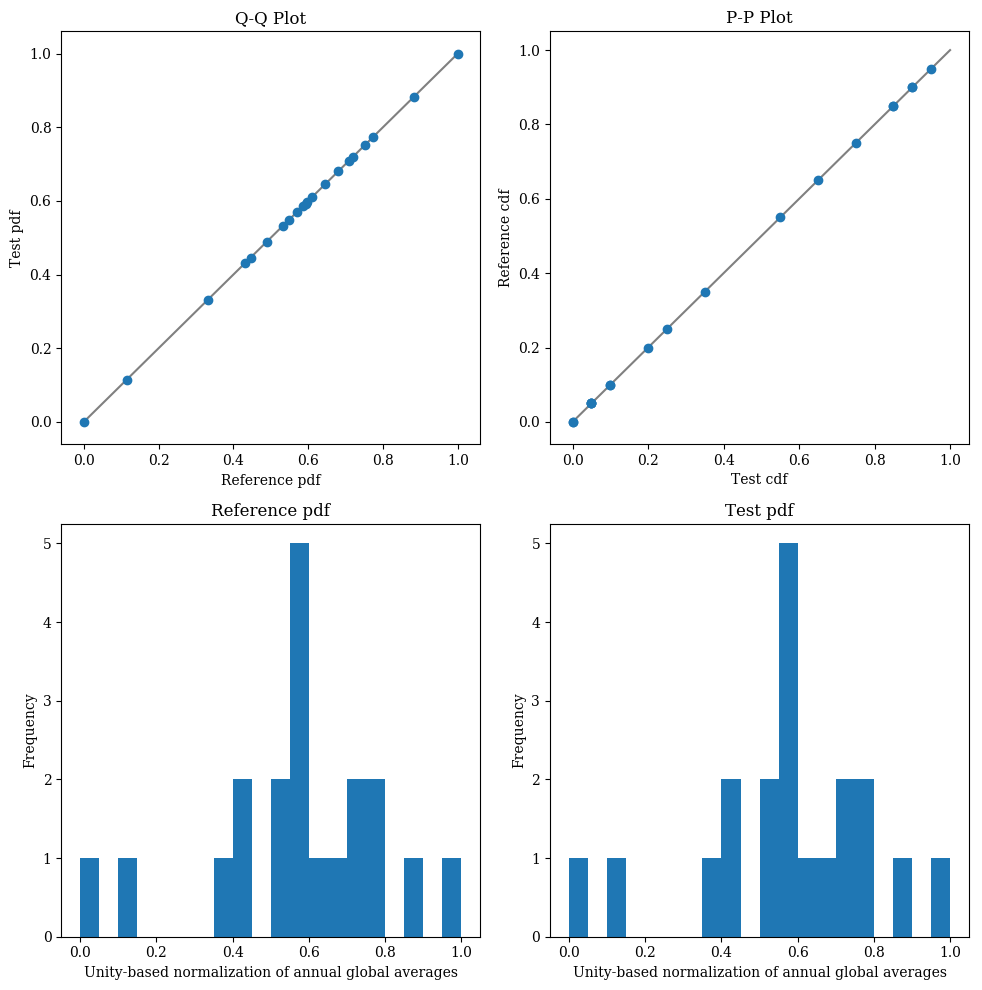 Q-Q Plot
P-P Plot
1.0
0.8
0.6
0.4
0.2
0.0
Test pdf
0.0 0.2 0.4 0.6 0.8 1.0
Reference pdf
1.0
0.8
0.6
0.4
0.2
0.0
Reference cdf
0.0 0.2 0.4 0.6 0.8 1.0
Test cdf
Reference pdf
5
4
3
2
1
0
Frequency
0.0 0.2 0.4 0.6 0.8 1.0
Unity-based normalization of annual global averages
Test pdf
5
4
3
2
1
0
Frequency
0.0 0.2 0.4 0.6 0.8 1.0
Unity-based normalization of annual global averages